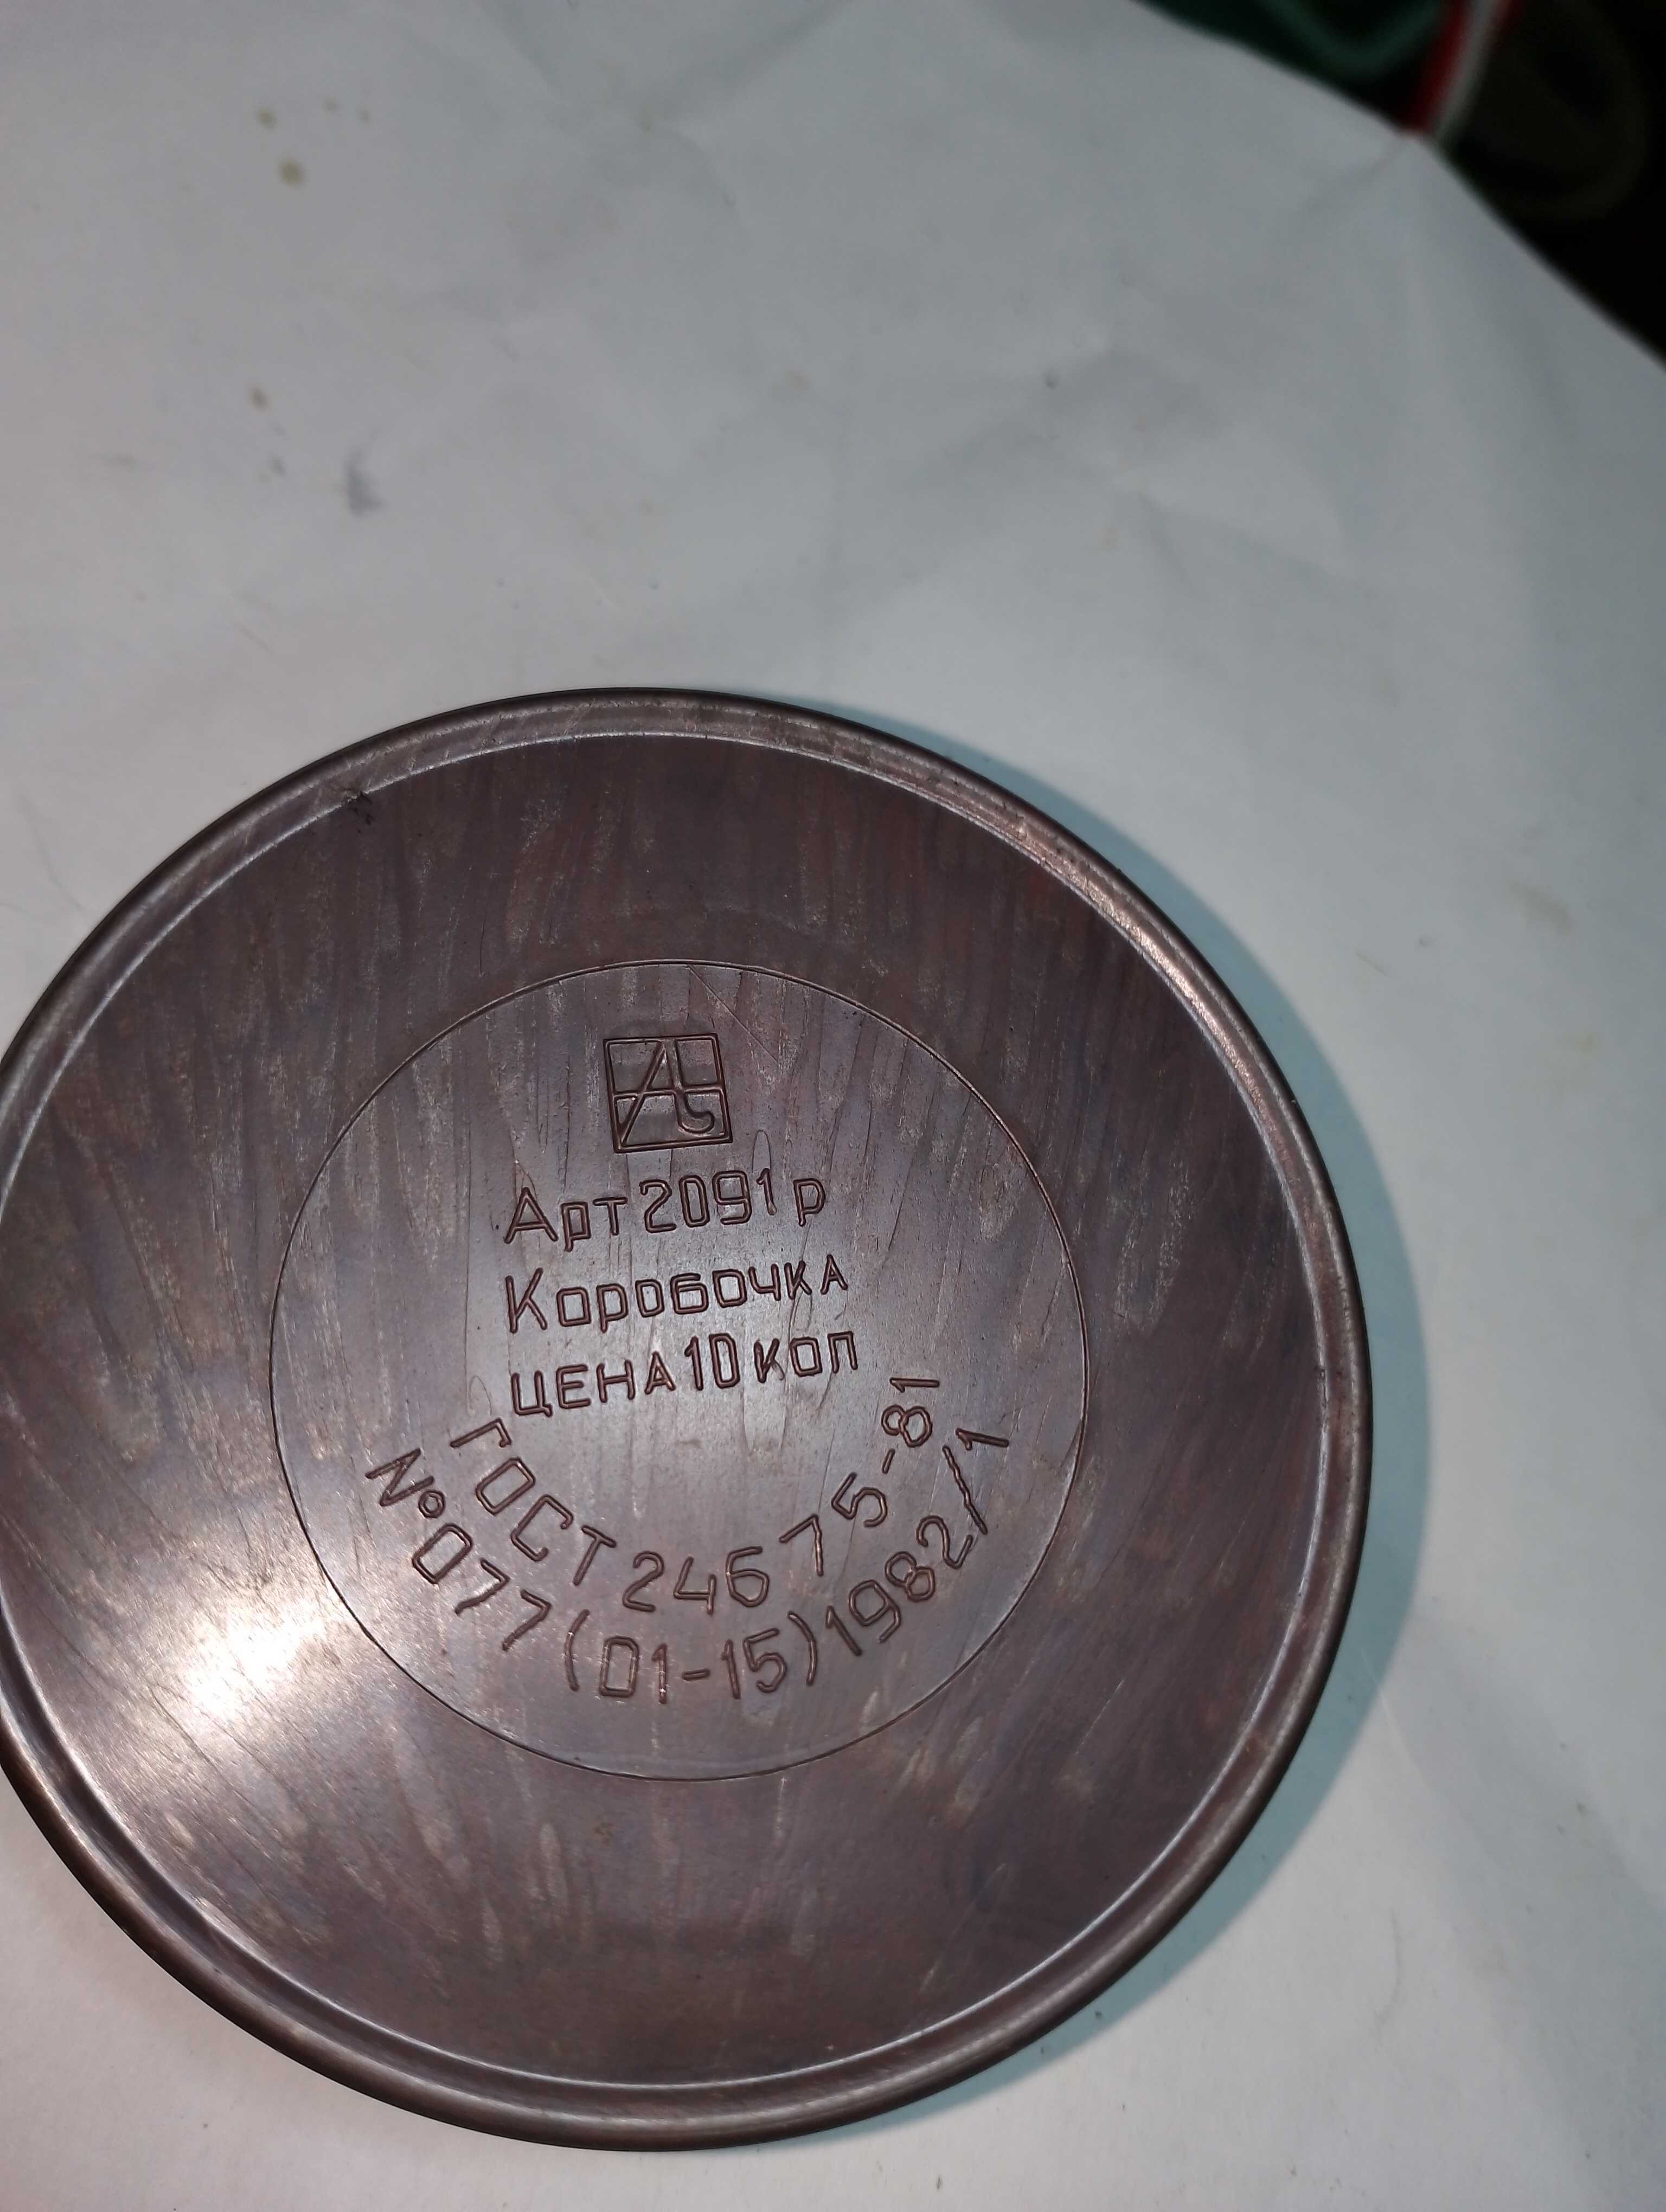 Арт 2091 р
Коробочка
ЦЕНА 10 коп
ГОСТ 24675-81
№077(01-15)1982/1